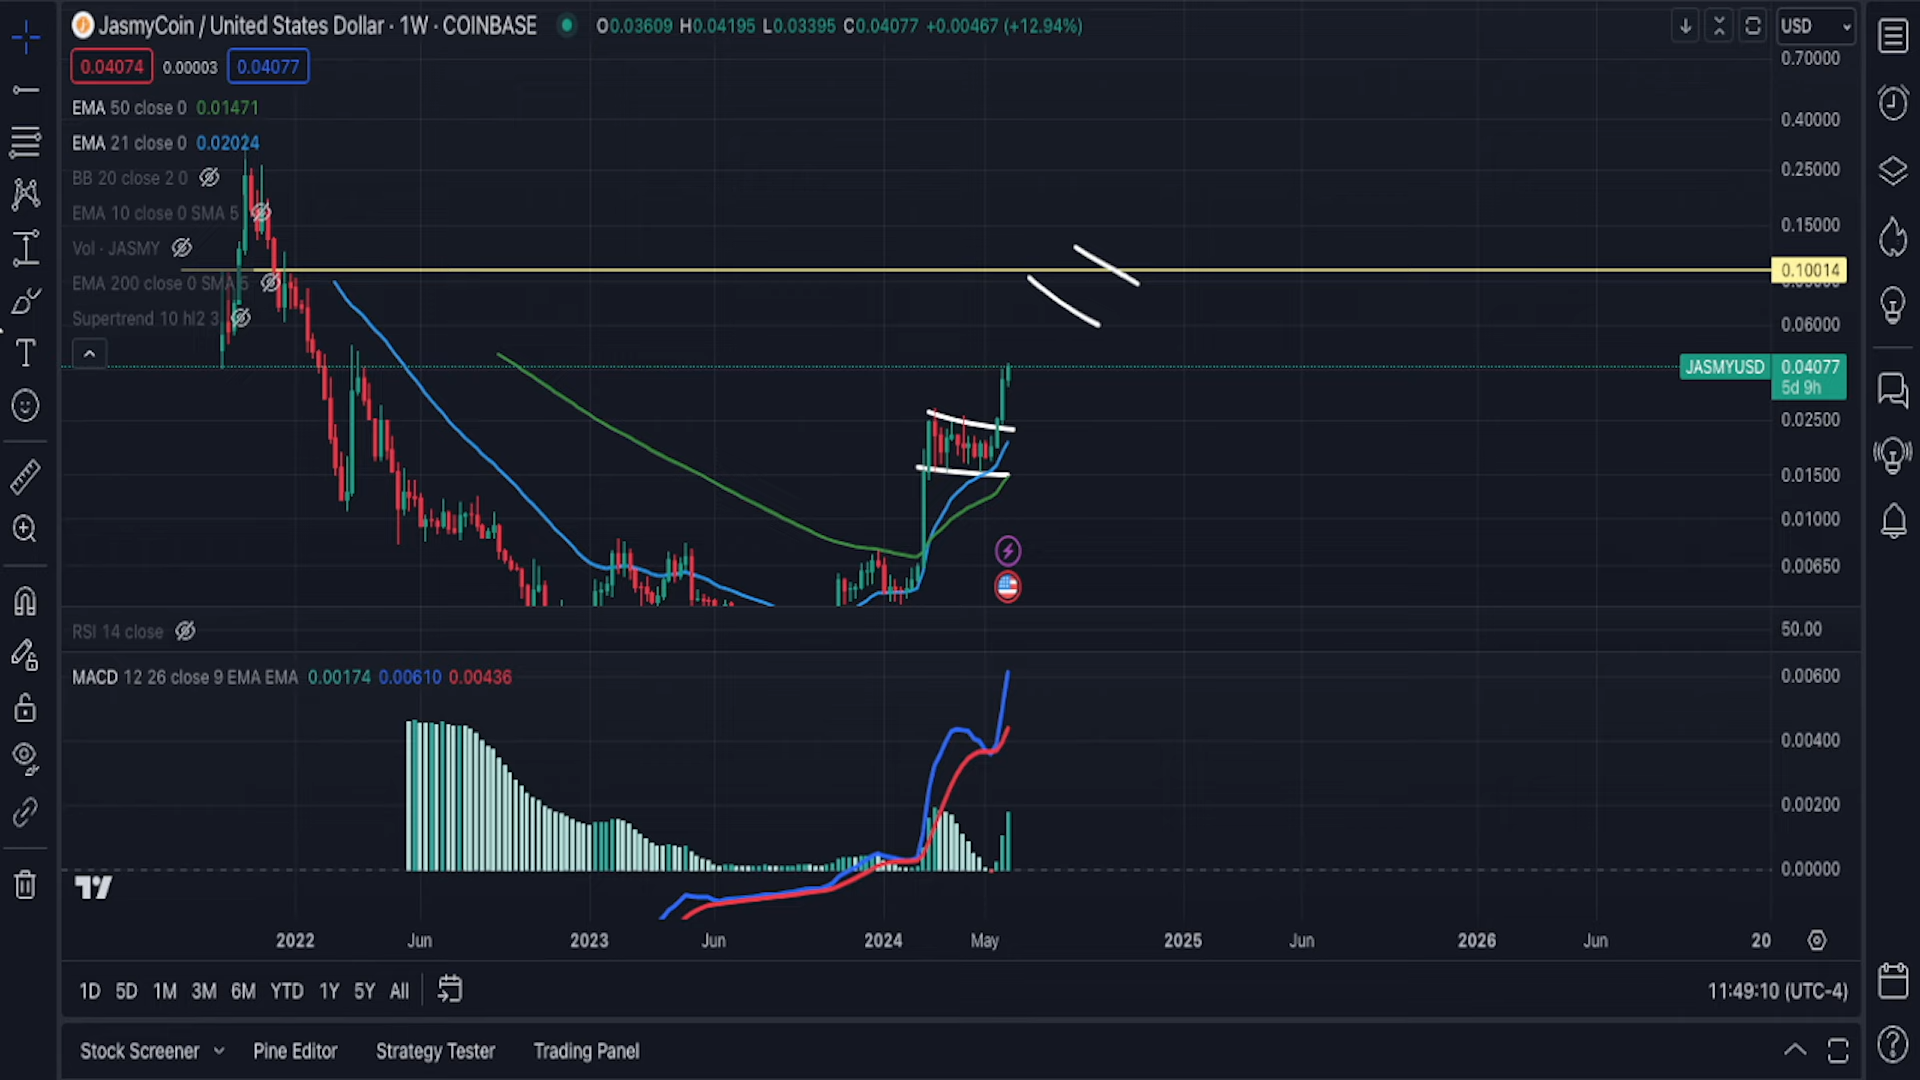 JasmyCoin / United States Dollar · 1W · COINBASE O0.03609 H0.04195 L0.03395 C0.04077 +0.00467 (+12.94%) USD
0.04074 0.00003 0.04077
EMA 50 close 0 0.01471
EMA 21 close 0 0.02024
BB 20 close 2 0
EMA 10 close 0 SMA 5
Vol · JASMY
EMA 200 close 0 SMA 5
Supertrend 10 hl2 3
0.70000
0.40000
0.25000
0.15000
0.10014
0.06000
JASMYUSD 0.04077
5d 9h
0.02500
0.01500
0.01000
0.00650
RSI 14 close
50.00
MACD 12 26 close 9 EMA EMA 0.00174 0.00610 0.00436
0.00600
0.00400
0.00200
0.00000
2022 Jun 2023 Jun 2024 May 2025 Jun 2026 Jun 20
1D 5D 1M 3M 6M YTD 1Y 5Y All 11:49:10 (UTC-4)
Stock Screener Pine Editor Strategy Tester Trading Panel